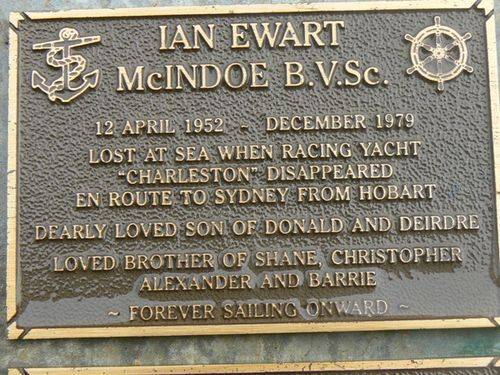 IAN EWART
McINDOE B.V.Sc.
12 APRIL 1952 - DECEMBER 1979
LOST AT SEA WHEN RACING YACHT
"CHARLESTON" DISAPPEARED
EN ROUTE TO SYDNEY FROM HOBART
DEARLY LOVED SON OF DONALD AND DEIRDRE
LOVED BROTHER OF SHANE, CHRISTOPHER
ALEXANDER AND BARRIE
~ FOREVER SAILING ONWARD ~